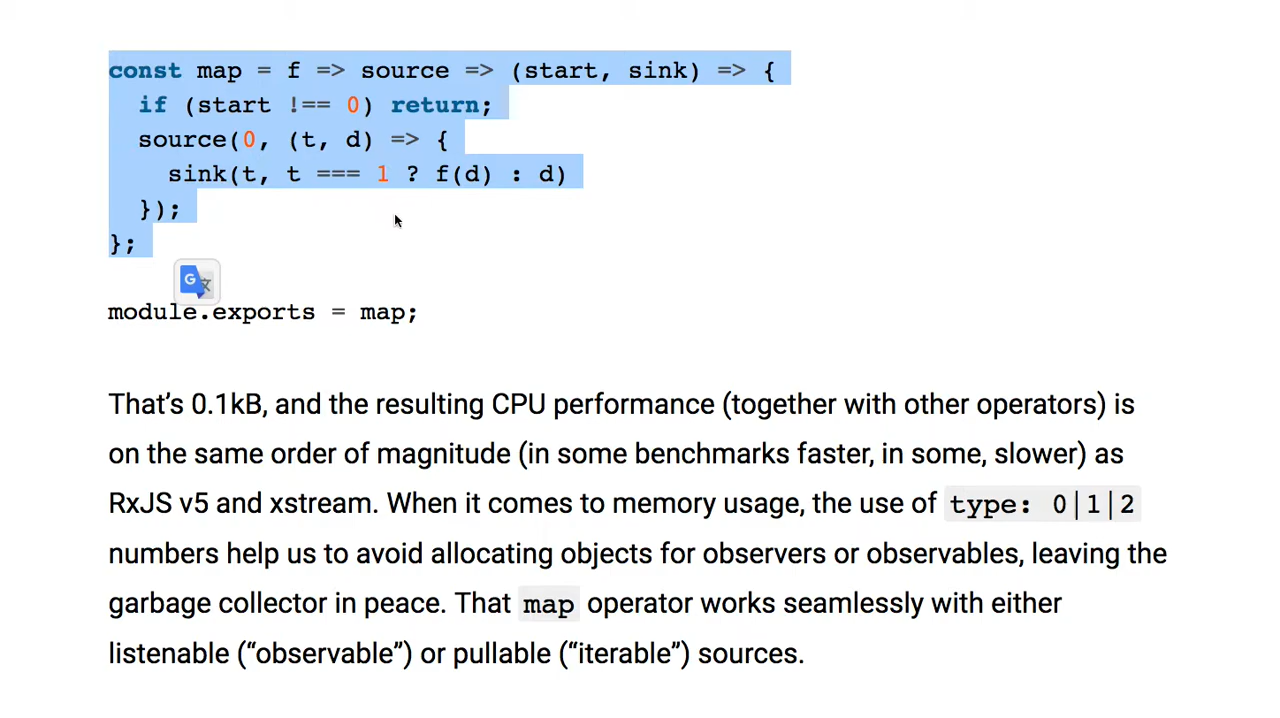 const map = f => source => (start, sink) => {
if (start !== 0) return;
source(0, (t, d) => {
sink(t, t === 1 ? f(d) : d)
});
};
G 文
module.exports = map;
That’s 0.1kB, and the resulting CPU performance (together with other operators) is
on the same order of magnitude (in some benchmarks faster, in some, slower) as
RxJS v5 and xstream. When it comes to memory usage, the use of type: 0|1|2
numbers help us to avoid allocating objects for observers or observables, leaving the
garbage collector in peace. That map operator works seamlessly with either
listenable (“observable”) or pullable (“iterable”) sources.